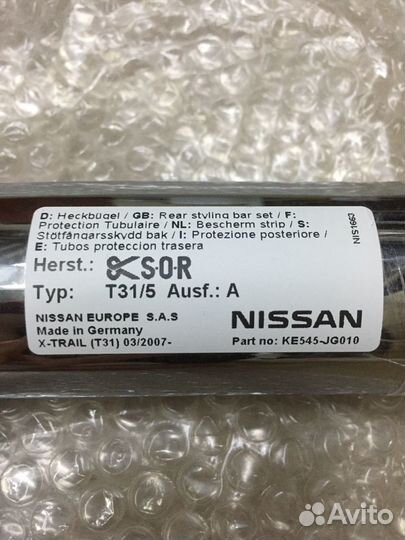 D: Heckbügel / GB: Rear styling bar set / F:
Protection Tubulaire / NL: Bescherm strip / S:
Stötfångarsskydd bak / I: Protezione posteriore /
E: Tubos proteccion trasera
NIS1663
Herst.: S·O·R
Typ: T31/5 Ausf.: A
NISSAN EUROPE S.A.S
Made in Germany
X-TRAIL (T31) 03/2007-
NISSAN
Part no: KE545-JG010
Avito